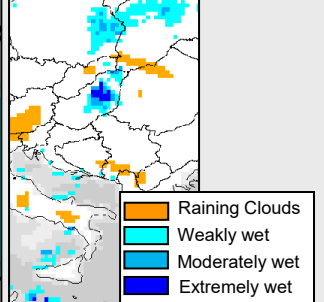 Raining Clouds
Weakly wet
Moderately wet
Extremely wet